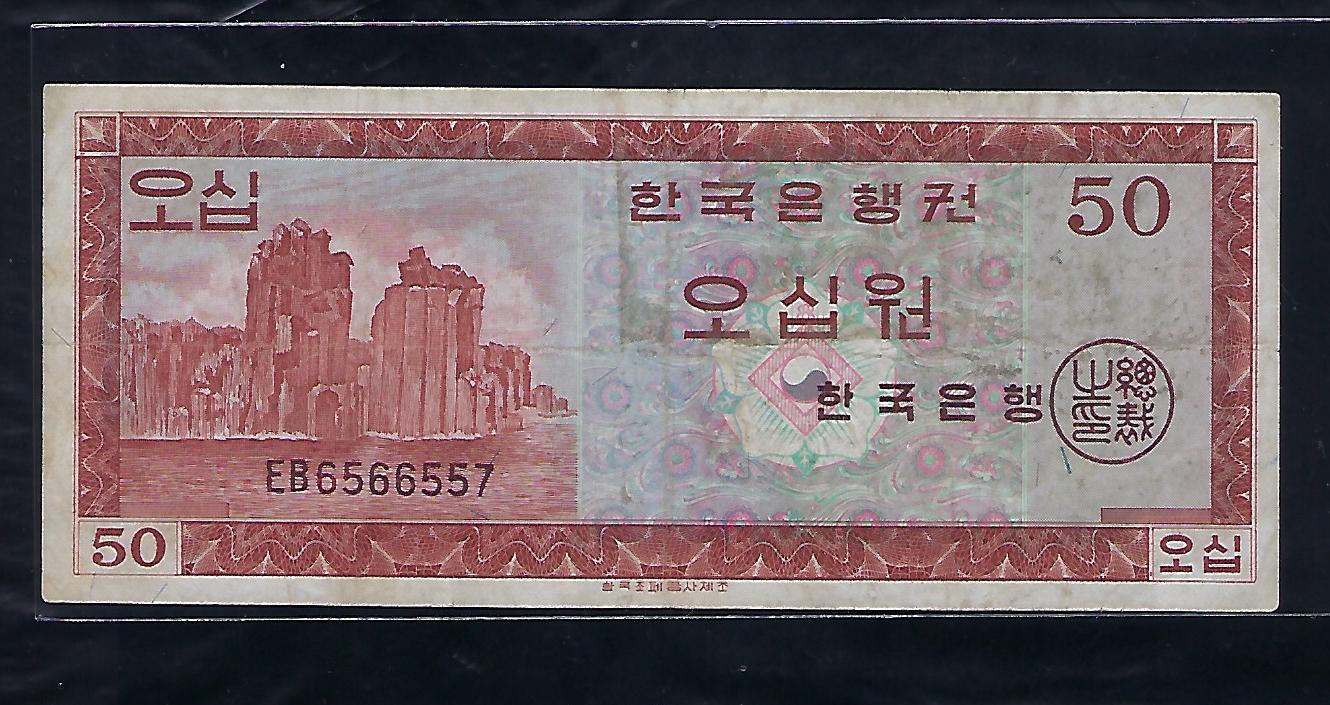 오십
한국은행권
50
오십원
한국은행
總裁之印
EB6566557
50
오십
한국조폐공사제조